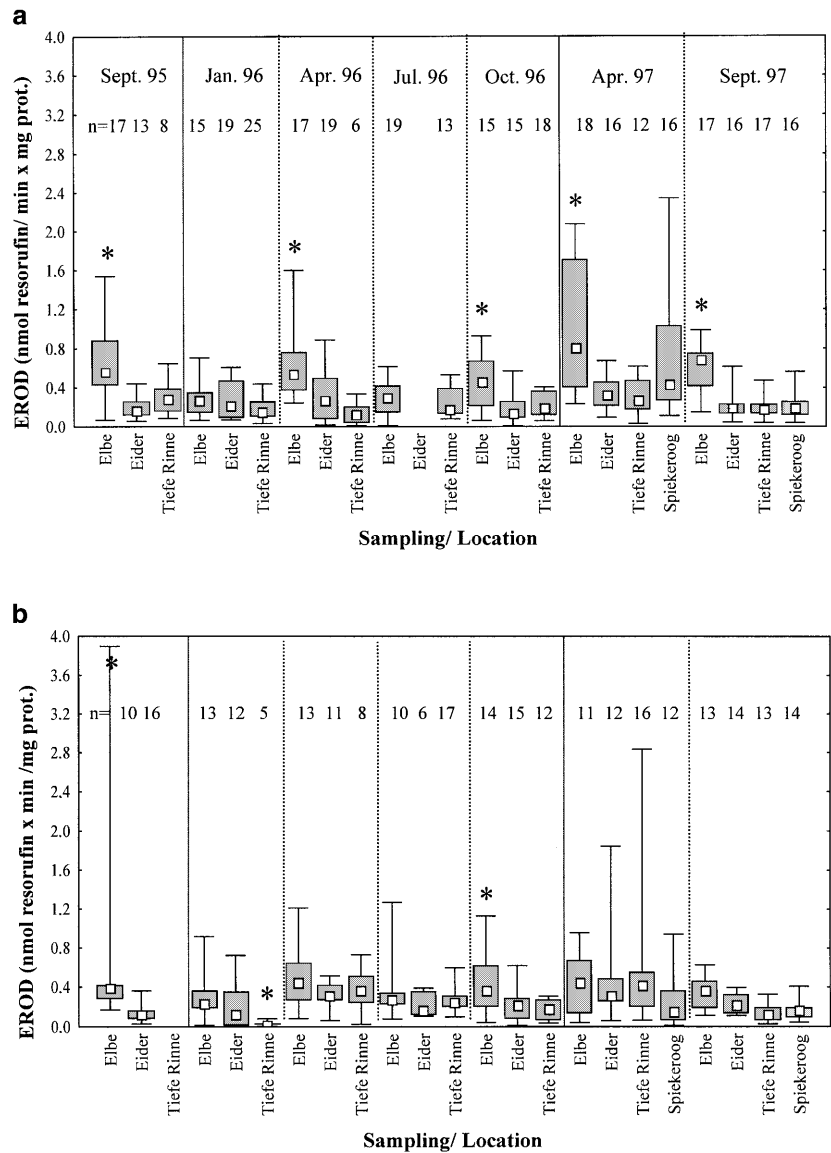 a
EROD (nmol resorufin/ min x mg prot.)
4.0
3.6
3.2
2.8
2.4
2.0
1.6
1.2
0.8
0.4
0.0
Sept. 95 Jan. 96 Apr. 96 Jul. 96 Oct. 96 Apr. 97 Sept. 97
n=17 13 8 15 19 25 17 19 6 19 13 15 15 18 18 16 12 16 17 16 17 16
* * * * *
Elbe Eider Tiefe Rinne Elbe Eider Tiefe Rinne Elbe Eider Tiefe Rinne Elbe Eider Tiefe Rinne Elbe Eider Tiefe Rinne Elbe Eider Tiefe Rinne Spiekeroog Elbe Eider Tiefe Rinne Spiekeroog
Sampling/ Location
b
EROD (nmol resorufin x min /mg prot.)
4.0
3.6
3.2
2.8
2.4
2.0
1.6
1.2
0.8
0.4
0.0
n= 10 16 13 12 5 13 11 8 10 6 17 14 15 12 11 12 16 12 13 14 13 14
* * *
Elbe Eider Tiefe Rinne Elbe Eider Tiefe Rinne Elbe Eider Tiefe Rinne Elbe Eider Tiefe Rinne Elbe Eider Tiefe Rinne Elbe Eider Tiefe Rinne Spiekeroog Elbe Eider Tiefe Rinne Spiekeroog
Sampling/ Location